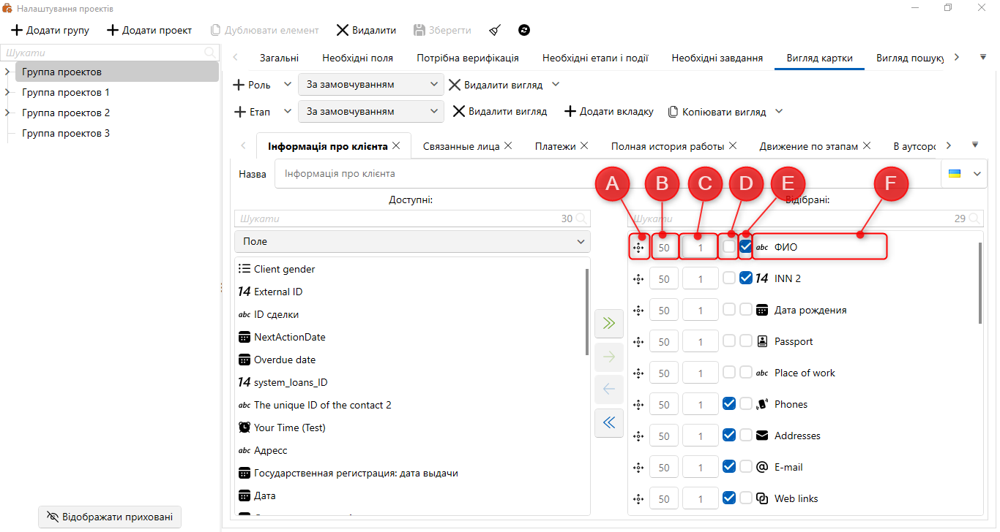 Налаштування проектів
Додати групу Додати проект Дублювати елемент Видалити Зберегти
Шукати
Группа проектов
Группа проектов 1
Группа проектов 2
Группа проектов 3
Відображати приховані
Загальні Необхідні поля Потрібна верифікація Необхідні етапи і події Необхідні завдання Вигляд картки Вигляд пошуку
Роль За замовчуванням Видалити вигляд
Етап За замовчуванням Видалити вигляд Додати вкладку Копіювати вигляд
Інформація про клієнта Связанные лица Платежи Полная история работы Движение по этапам В аутсорс
Назва Інформація про клієнта
A B C D E F
Доступні:
Шукати 30
Поле
Client gender
14 External ID
abc ID сделки
NextActionDate
Overdue date
14 system_loans_ID
abc The unique ID of the contact 2
Your Time (Test)
abc Адресс
Государственная регистрация: дата выдачи
Дата
Відібрані:
Шукати 29
50 1 abc ФИО
50 1 14 INN 2
50 1 Дата рождения
50 1 Passport
50 1 abc Place of work
50 1 Phones
50 1 Addresses
50 1 E-mail
50 1 Web links